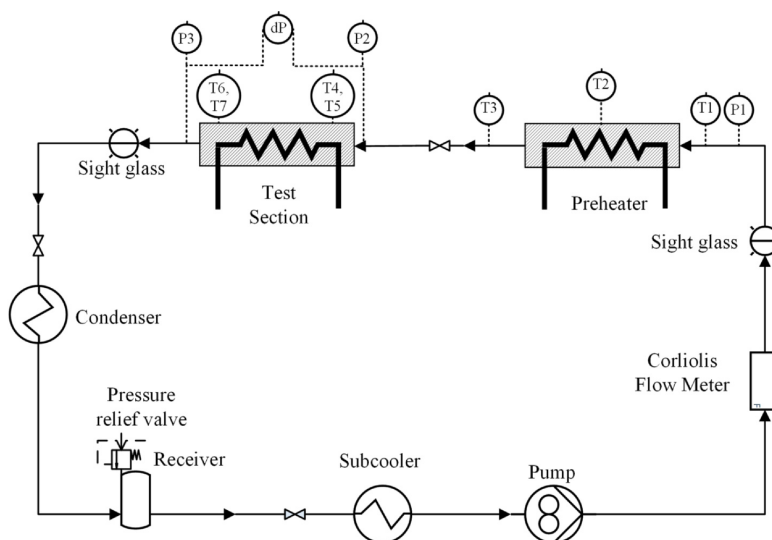 P3
dP
P2
T6,
T7
T4,
T5
T3
T2
T1
P1
Sight glass
Test
Section
Preheater
Sight glass
Condenser
Corliolis
Flow Meter
F
Pressure
relief valve
Receiver
Subcooler
Pump